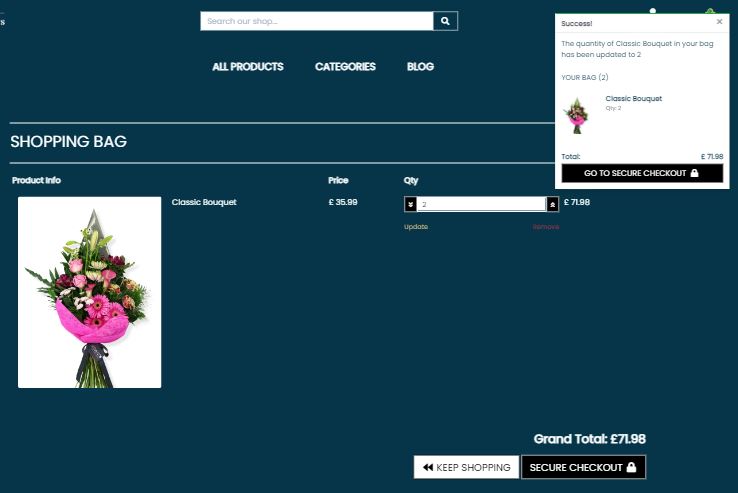 Search our shop...
Success!
×
The quantity of Classic Bouquet in your bag
has been updated to 2
YOUR BAG (2)
Classic Bouquet
Qty: 2
Total: £ 71.98
GO TO SECURE CHECKOUT
ALL PRODUCTS CATEGORIES BLOG
SHOPPING BAG
Product Info Price Qty
Classic Bouquet £ 35.99 2 £ 71.98
Update Remove
Grand Total: £71.98
KEEP SHOPPING SECURE CHECKOUT